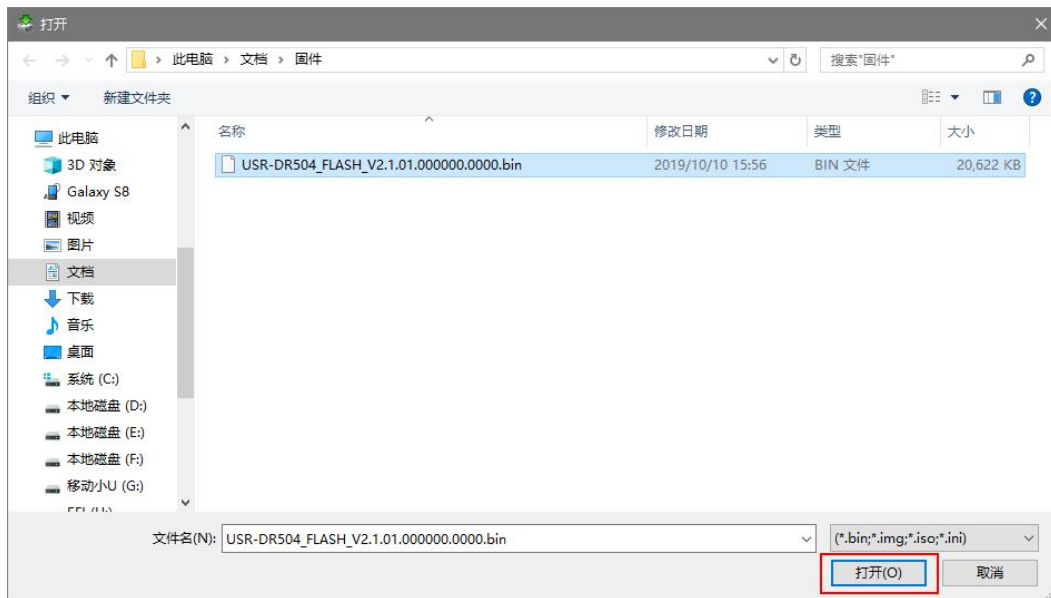 打开
此电脑 › 文档 › 固件
搜索"固件"
组织
新建文件夹
名称
修改日期
类型
大小
USR-DR504_FLASH_V2.1.01.000000.0000.bin
2019/10/10 15:56
BIN 文件
20,622 KB
此电脑
3D 对象
Galaxy S8
视频
图片
文档
下载
音乐
桌面
系统 (C:)
本地磁盘 (D:)
本地磁盘 (E:)
本地磁盘 (F:)
移动小U (G:)
文件名(N):
USR-DR504_FLASH_V2.1.01.000000.0000.bin
(*.bin;*.img;*.iso;*.ini)
打开(O)
取消